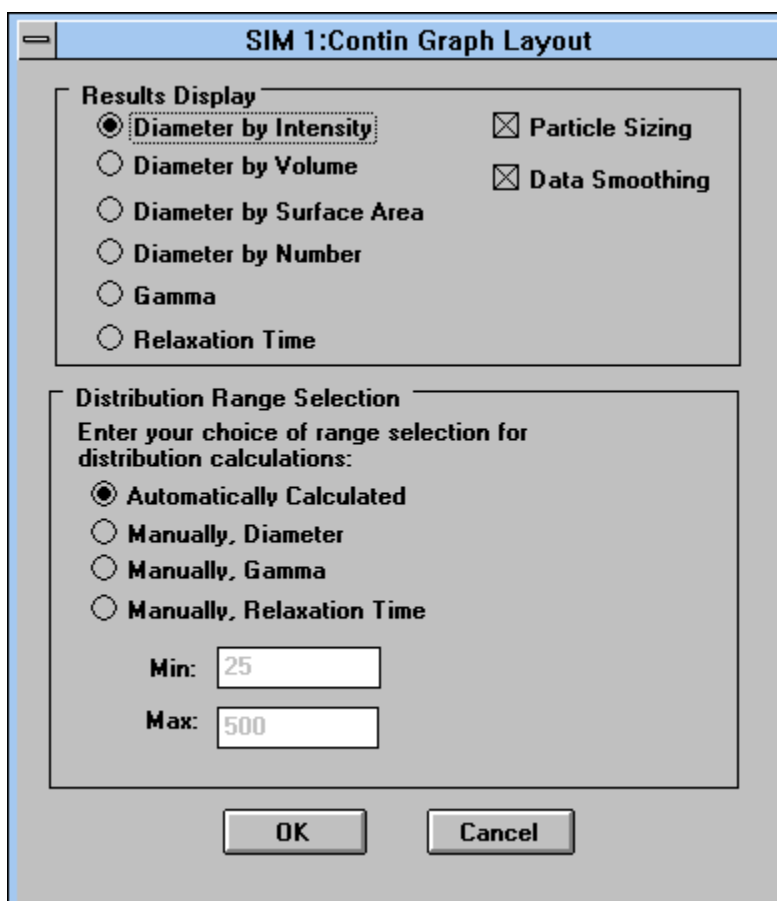 SIM 1:Contin Graph Layout
Results Display
Diameter by Intensity
Particle Sizing
Diameter by Volume
Data Smoothing
Diameter by Surface Area
Diameter by Number
Gamma
Relaxation Time
Distribution Range Selection
Enter your choice of range selection for
distribution calculations:
Automatically Calculated
Manually, Diameter
Manually, Gamma
Manually, Relaxation Time
Min: 25
Max: 500
OK Cancel